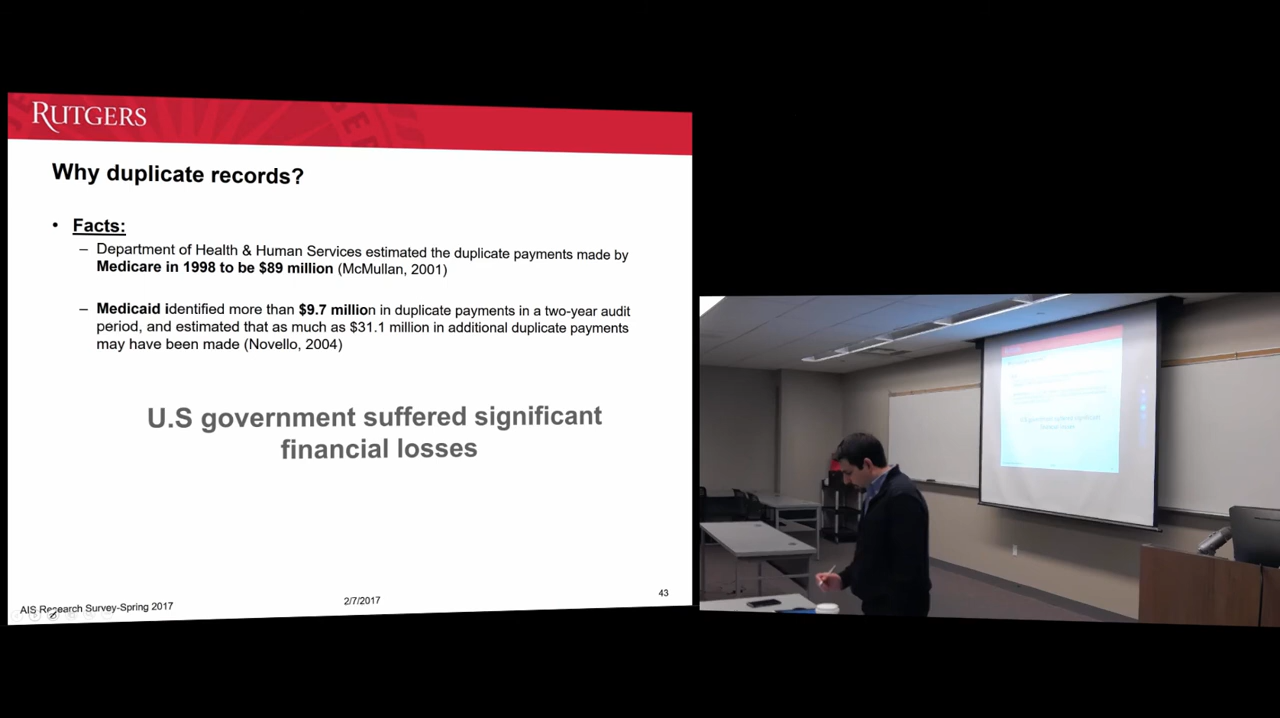 RUTGERS
Why duplicate records?
• Facts:
– Department of Health & Human Services estimated the duplicate payments made by
Medicare in 1998 to be $89 million (McMullan, 2001)
– Medicaid identified more than $9.7 million in duplicate payments in a two-year audit
period, and estimated that as much as $31.1 million in additional duplicate payments
may have been made (Novello, 2004)
U.S government suffered significant
financial losses
AIS Research Survey-Spring 2017
2/7/2017
43